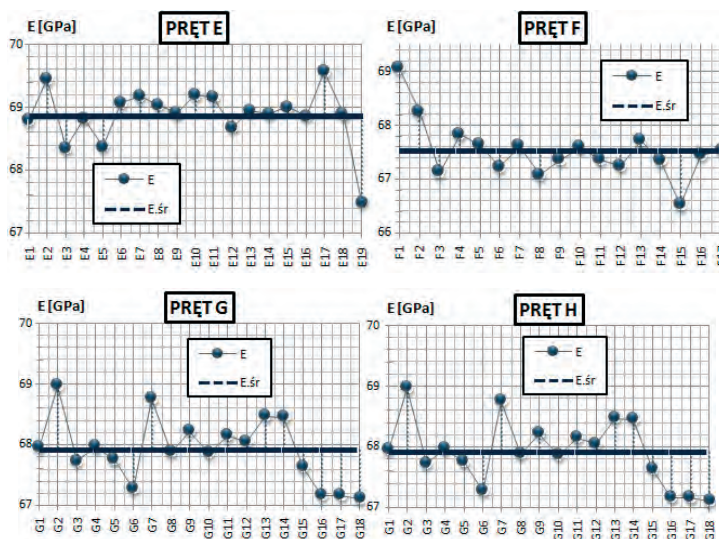 E [GPa]
PRĘT E
70
69
68
67
E
E.śr
E1 E2 E3 E4 E5 E6 E7 E8 E9 E10 E11 E12 E13 E14 E15 E16 E17 E18 E19
E [GPa]
PRĘT F
69
68
67
66
E
E.śr
F1 F2 F3 F4 F5 F6 F7 F8 F9 F10 F11 F12 F13 F14 F15 F16
E [GPa]
PRĘT G
70
69
68
67
E
E.śr
G1 G2 G3 G4 G5 G6 G7 G8 G9 G10 G11 G12 G13 G14 G15 G16 G17 G18
E [GPa]
PRĘT H
70
69
68
67
E
E.śr
G1 G2 G3 G4 G5 G6 G7 G8 G9 G10 G11 G12 G13 G14 G15 G16 G17 G18